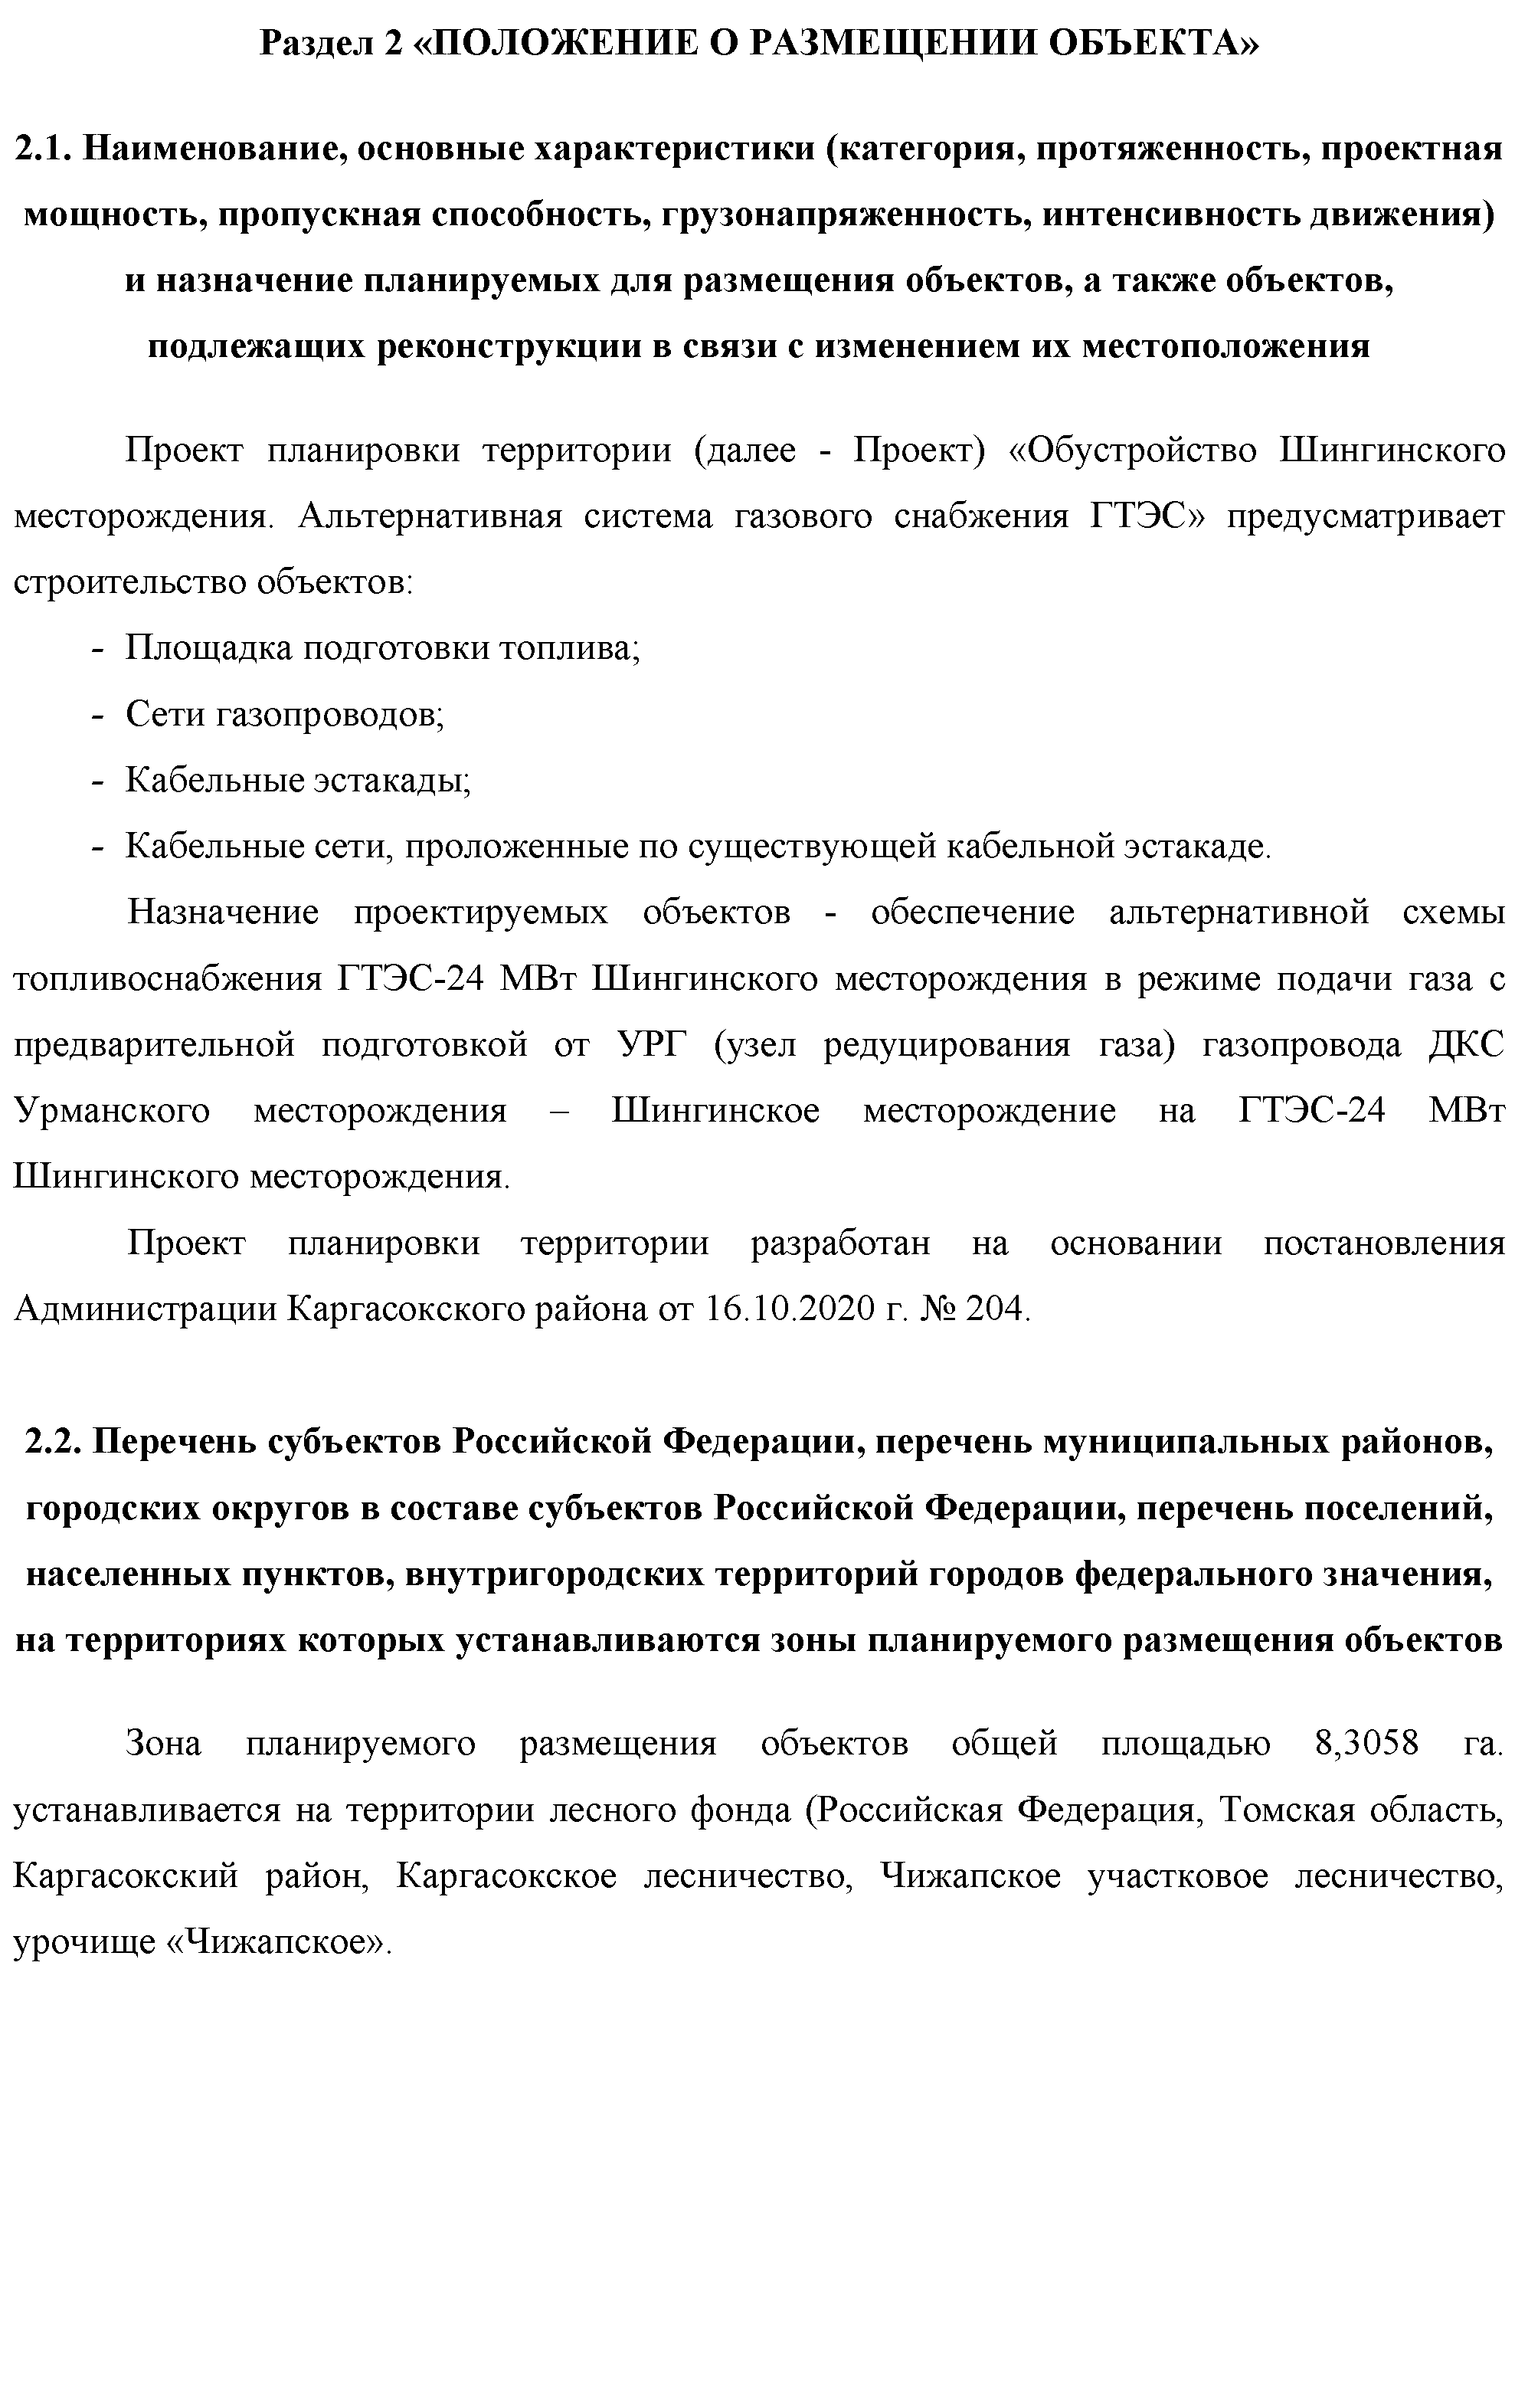 Раздел 2 «ПОЛОЖЕНИЕ О РАЗМЕЩЕНИИ ОБЪЕКТА»
2.1. Наименование, основные характеристики (категория, протяженность, проектная
мощность, пропускная способность, грузонапряженность, интенсивность движения)
и назначение планируемых для размещения объектов, а также объектов,
подлежащих реконструкции в связи с изменением их местоположения
Проект планировки территории (далее - Проект) «Обустройство Шингинского
месторождения. Альтернативная система газового снабжения ГТЭС» предусматривает
строительство объектов:
- Площадка подготовки топлива;
- Сети газопроводов;
- Кабельные эстакады;
- Кабельные сети, проложенные по существующей кабельной эстакаде.
Назначение проектируемых объектов - обеспечение альтернативной схемы
топливоснабжения ГТЭС-24 МВт Шингинского месторождения в режиме подачи газа с
предварительной подготовкой от УРГ (узел редуцирования газа) газопровода ДКС
Урманского месторождения – Шингинское месторождение на ГТЭС-24 МВт
Шингинского месторождения.
Проект планировки территории разработан на основании постановления
Администрации Каргасокского района от 16.10.2020 г. № 204.
2.2. Перечень субъектов Российской Федерации, перечень муниципальных районов,
городских округов в составе субъектов Российской Федерации, перечень поселений,
населенных пунктов, внутригородских территорий городов федерального значения,
на территориях которых устанавливаются зоны планируемого размещения объектов
Зона планируемого размещения объектов общей площадью 8,3058 га.
устанавливается на территории лесного фонда (Российская Федерация, Томская область,
Каргасокский район, Каргасокское лесничество, Чижапское участковое лесничество,
урочище «Чижапское».